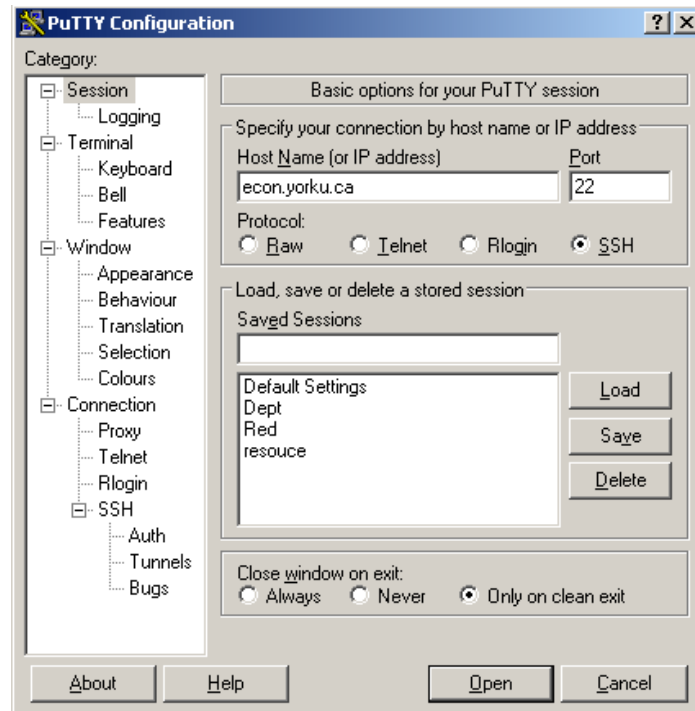 PuTTY Configuration
? X
Category:
Session
Logging
Terminal
Keyboard
Bell
Features
Window
Appearance
Behaviour
Translation
Selection
Colours
Connection
Proxy
Telnet
Rlogin
SSH
Auth
Tunnels
Bugs
Basic options for your PuTTY session
Specify your connection by host name or IP address
Host Name (or IP address) Port
econ.yorku.ca 22
Protocol:
Raw Telnet Rlogin SSH
Load, save or delete a stored session
Saved Sessions
Default Settings
Dept
Red
resouce
Load
Save
Delete
Close window on exit:
Always Never Only on clean exit
About Help Open Cancel